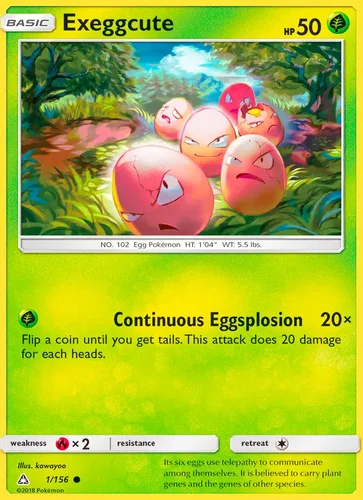 BASIC Exeggcute HP 50
NO. 102 Egg Pokémon HT: 1'04" WT: 5.5 lbs.
Continuous Eggsplosion 20×
Flip a coin until you get tails. This attack does 20 damage
for each heads.
weakness × 2 resistance retreat
Illus. kawayoo
1/156
©2018 Pokémon
Its six eggs use telepathy to communicate
among themselves. It is believed to carry plant
genes and the genes of other species.